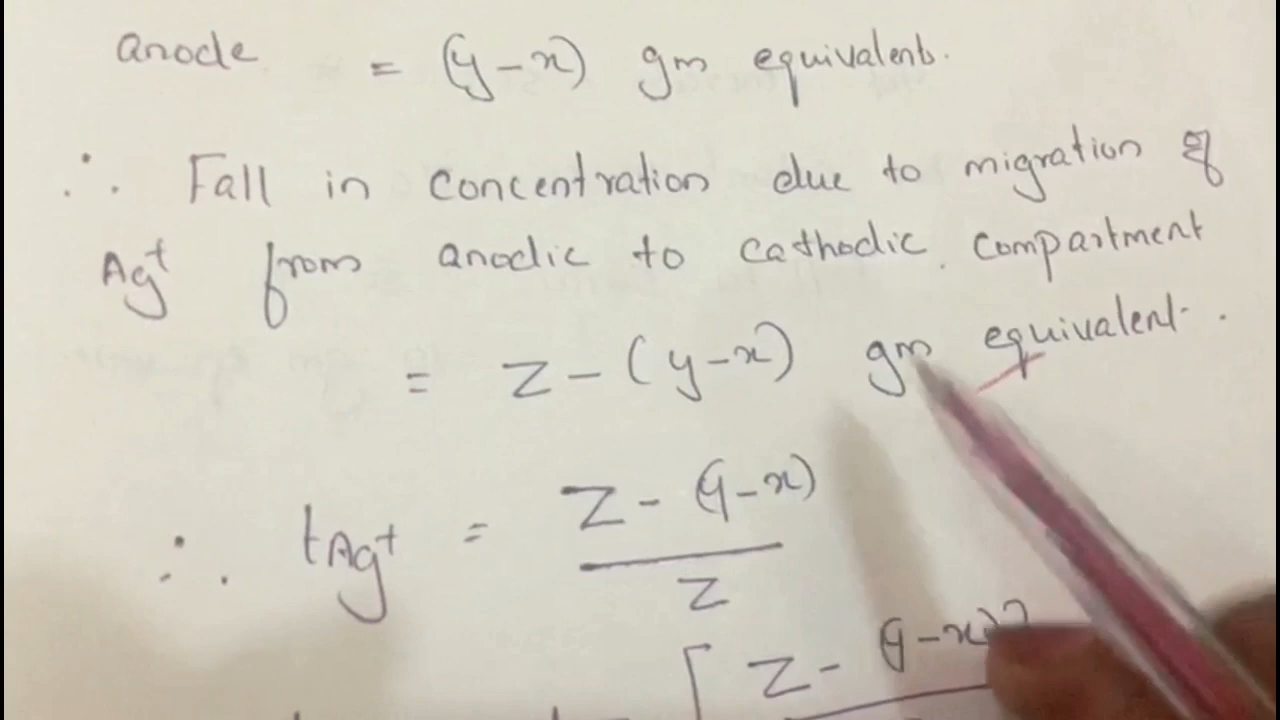 anode = (y-x) gm equivalent.
∴ Fall in concentration due to migration of
Ag+ from anodic to cathodic compartment
= z - (y-x) gm equivalent.
∴ tAg+ = z - (y-x)
z
[ z - (y-x) ]